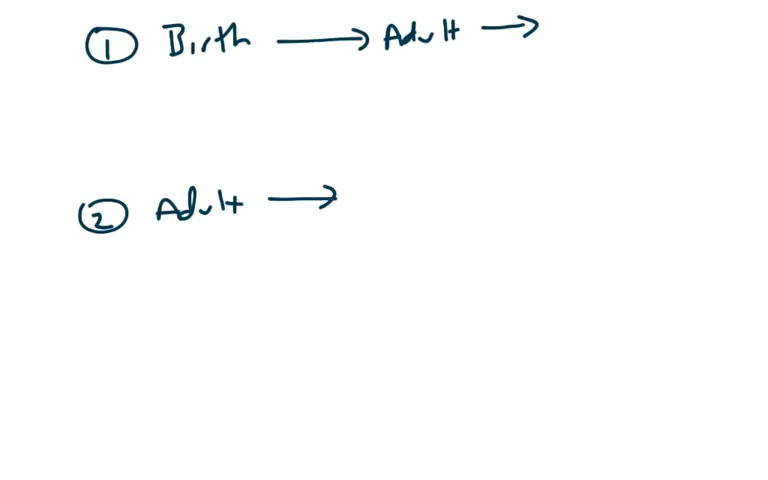 ① Birth → Adult →
② Adult →